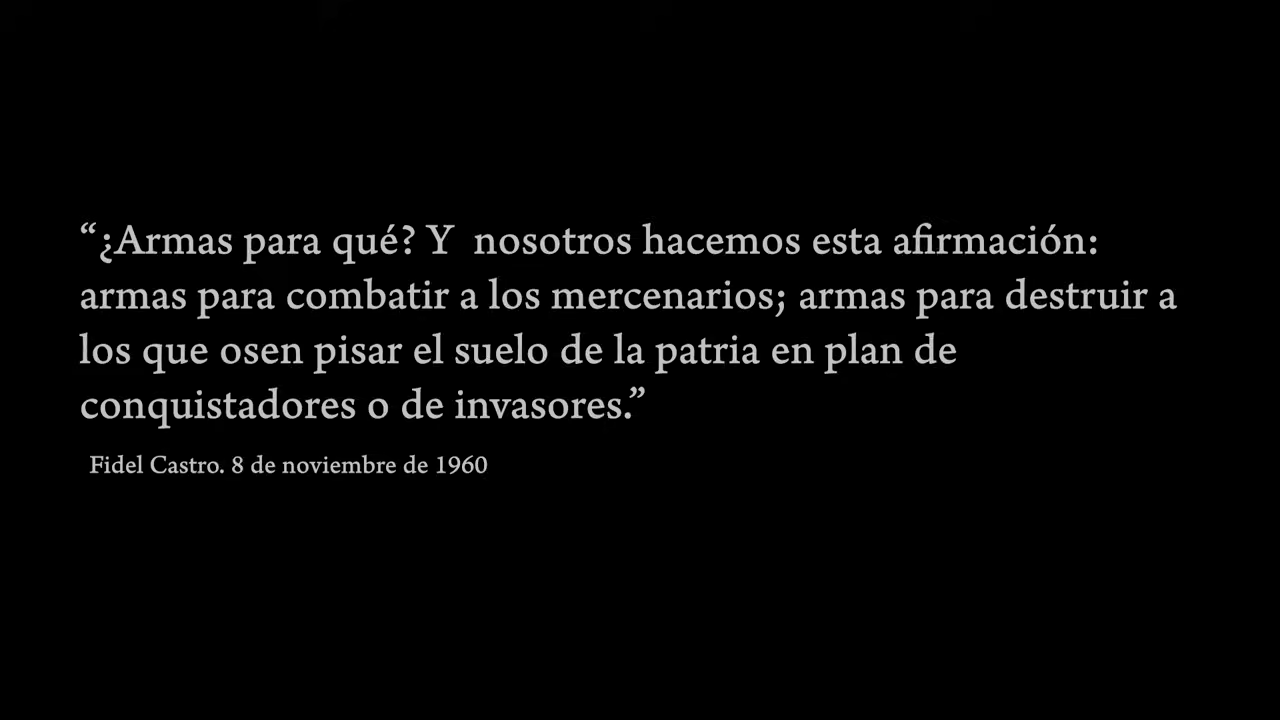 “¿Armas para qué? Y  nosotros hacemos esta afirmación:
armas para combatir a los mercenarios; armas para destruir a
los que osen pisar el suelo de la patria en plan de
conquistadores o de invasores.”
Fidel Castro. 8 de noviembre de 1960